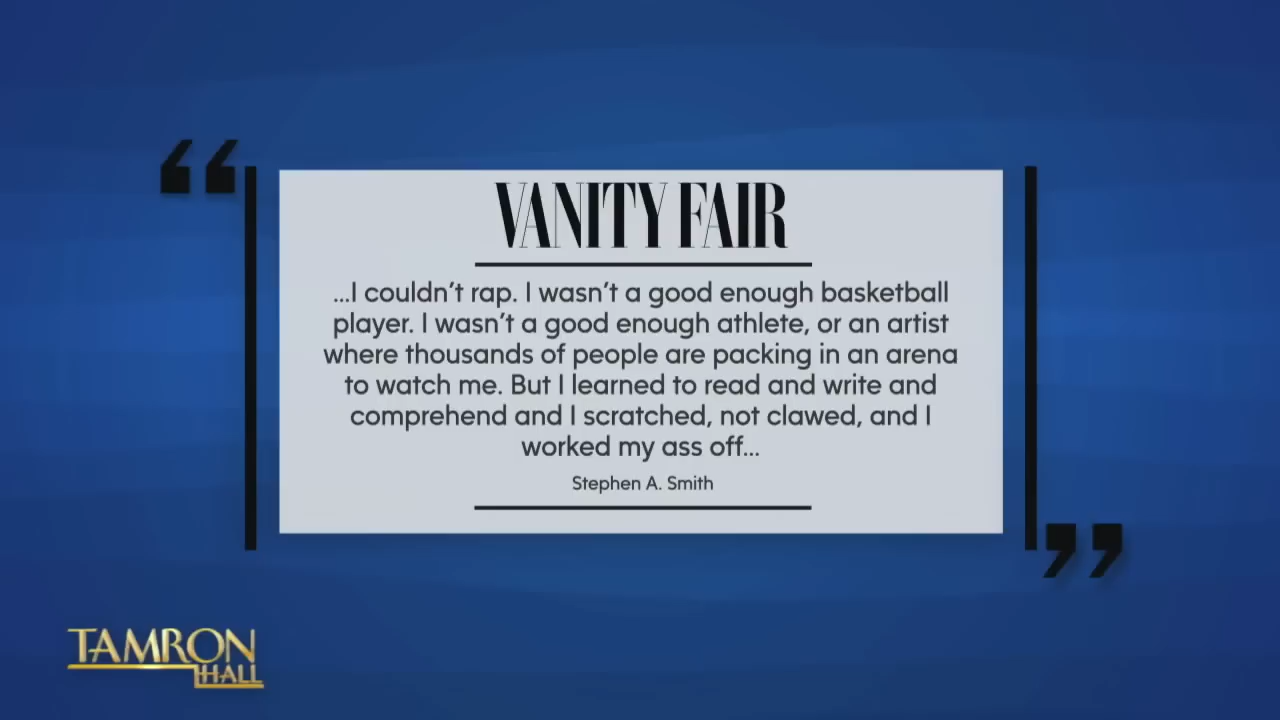 “
VANITY FAIR
...I couldn’t rap. I wasn’t a good enough basketball
player. I wasn’t a good enough athlete, or an artist
where thousands of people are packing in an arena
to watch me. But I learned to read and write and
comprehend and I scratched, not clawed, and I
worked my ass off...
Stephen A. Smith
”
TAMRON
HALL